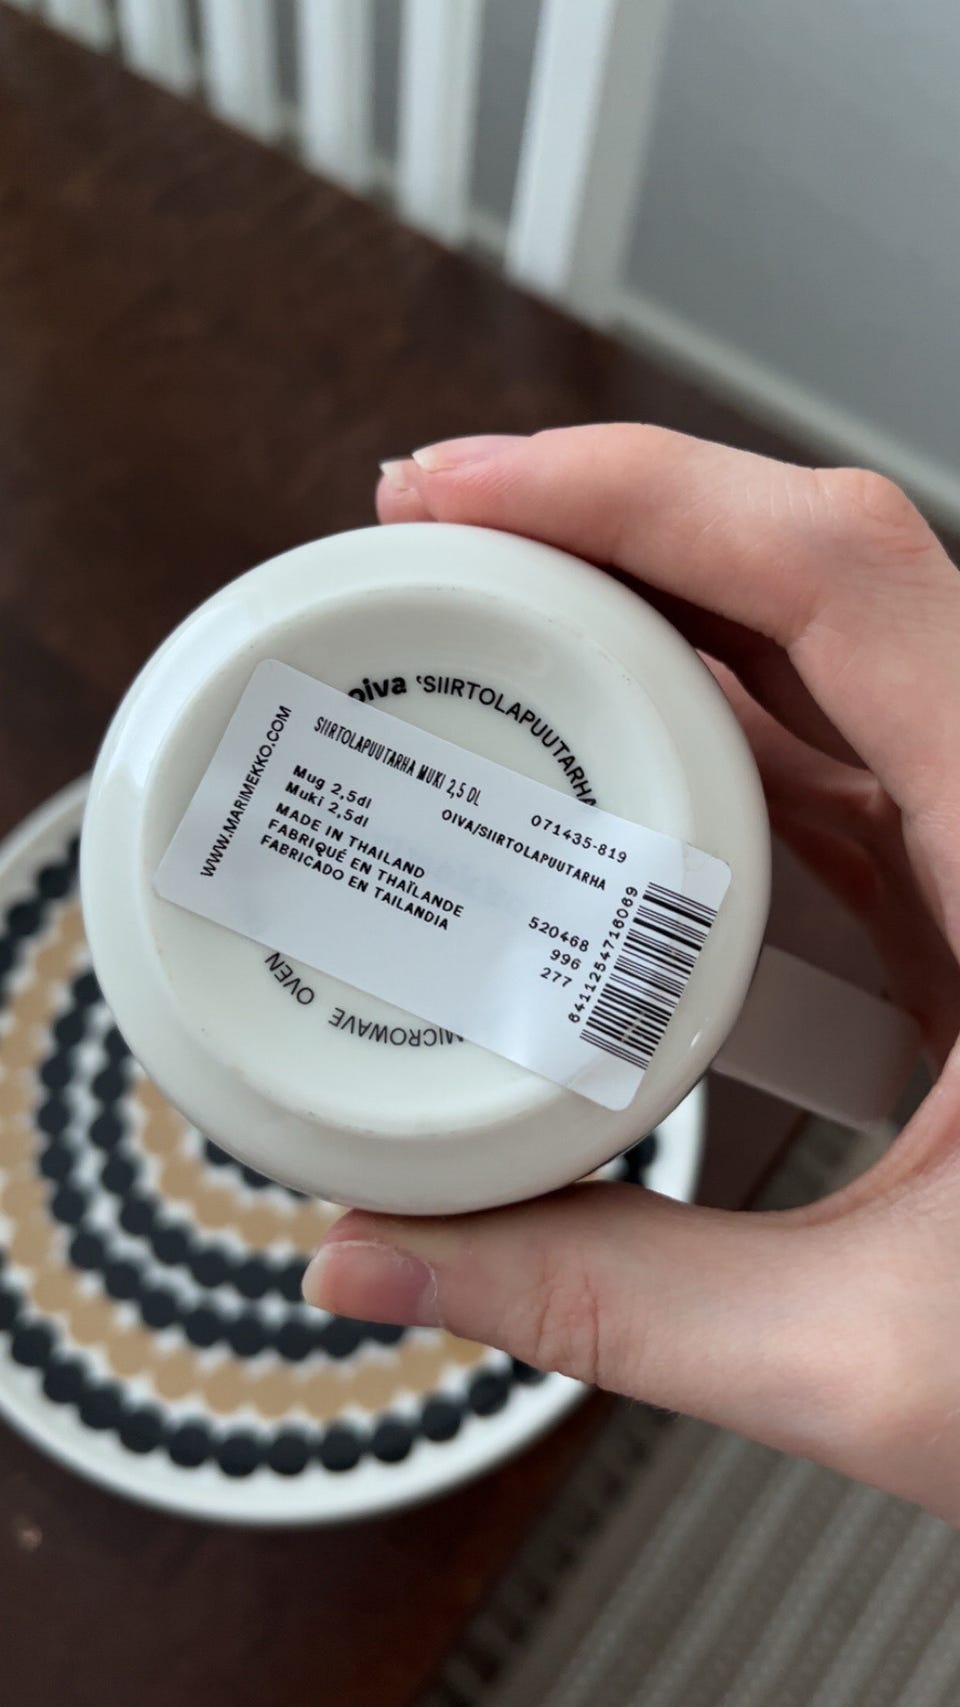 oiva 'SIIRTOLAPUUTARHA
WWW.MARIMEKKO.COM
SIIRTOLAPUUTARHA MUKI 2,5 DL
071435-819
OIVA/SIIRTOLAPUUTARHA
Mug 2,5dl
Muki 2,5dl
MADE IN THAILAND
FABRIQUÉ EN THAÏLANDE
FABRICADO EN TAILANDIA
520468
996
277
MICROWAVE OVEN